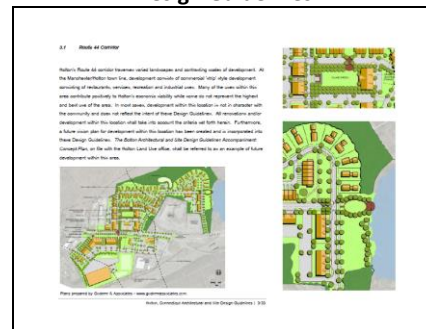 3.1 Route 44 Corridor
Bolton's Route 44 corridor traverses varied landscapes and contrasting scales of development. At
the Manchester/Bolton town line, development consists of commercial 'strip' style development
consisting of restaurants, services, recreation and industrial uses. Many of the uses within this
area contribute positively to Bolton's economic viability while some do not represent the highest
and best use of the area. In most cases, development within this location is not in character with
the community and does not reflect the intent of these Design Guidelines. All renovations and/or
development within this location shall take into account the criteria set forth herein. Furthermore,
a future vision plan for development within this location has been created and is incorporated into
these Design Guidelines. The Bolton Architectural and Site Design Guidelines Accompaniment
Concept Plan, on file with the Bolton Land Use office, shall be referred to as an example of future
development within this area.
Plans prepared by
Bolton, Connecticut Architectural and Site Design Guidelines |